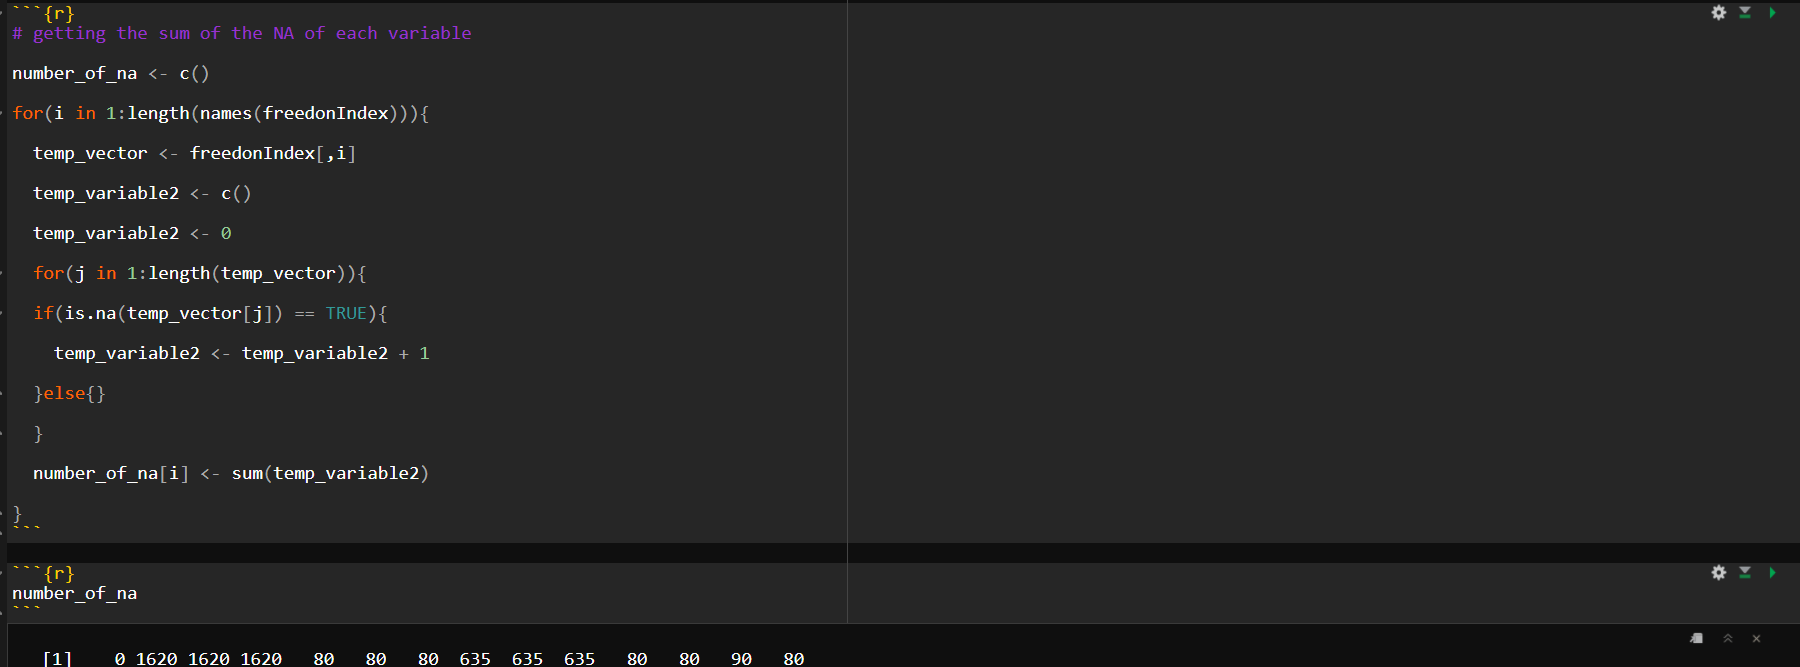 ```{r}
# getting the sum of the NA of each variable
number_of_na <- c()
for(i in 1:length(names(freedonIndex))){
  temp_vector <- freedonIndex[,i]
  temp_variable2 <- c()
  temp_variable2 <- 0
  for(j in 1:length(temp_vector)){
  if(is.na(temp_vector[j]) == TRUE){
    temp_variable2 <- temp_variable2 + 1
  }else{}
  }
  number_of_na[i] <- sum(temp_variable2)
}
```
```{r}
number_of_na
```
[1]    0 1620 1620 1620   80   80   80  635  635  635   80   80   90   80